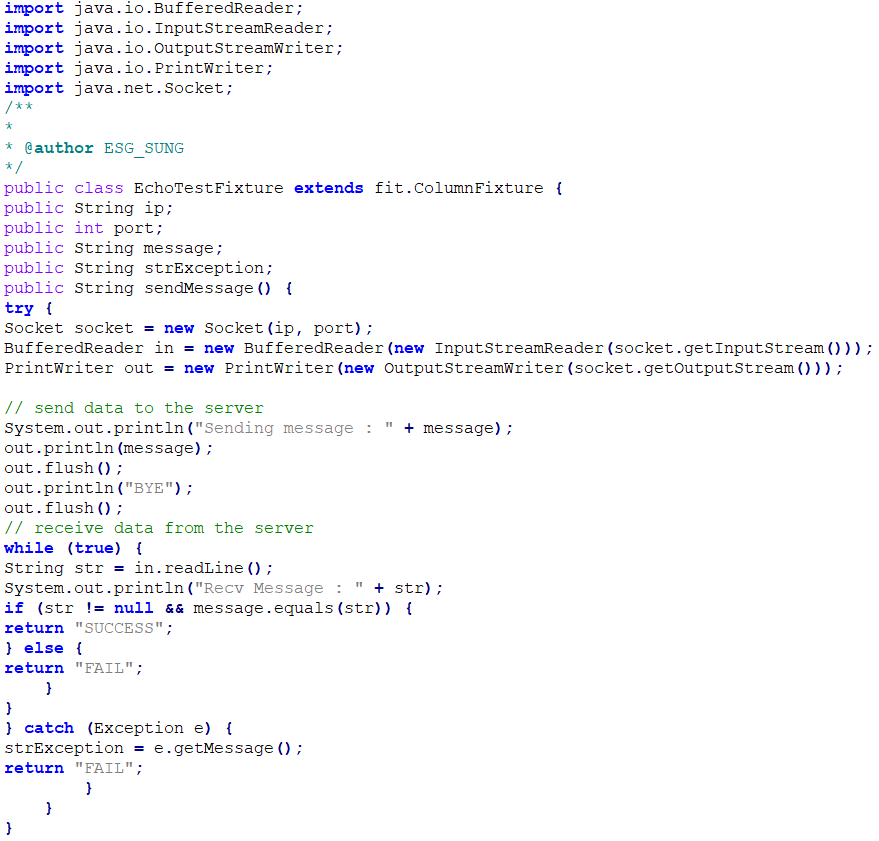 import java.io.BufferedReader;
import java.io.InputStreamReader;
import java.io.OutputStreamWriter;
import java.io.PrintWriter;
import java.net.Socket;
/**
*
* @author ESG_SUNG
*/
public class EchoTestFixture extends fit.ColumnFixture {
public String ip;
public int port;
public String message;
public String strException;
public String sendMessage() {
try {
Socket socket = new Socket(ip, port);
BufferedReader in = new BufferedReader(new InputStreamReader(socket.getInputStream()));
PrintWriter out = new PrintWriter(new OutputStreamWriter(socket.getOutputStream()));

// send data to the server
System.out.println("Sending message : " + message);
out.println(message);
out.flush();
out.println("BYE");
out.flush();
// receive data from the server
while (true) {
String str = in.readLine();
System.out.println("Recv Message : " + str);
if (str != null && message.equals(str)) {
return "SUCCESS";
} else {
return "FAIL";
    }
}
} catch (Exception e) {
strException = e.getMessage();
return "FAIL";
        }
    }
}